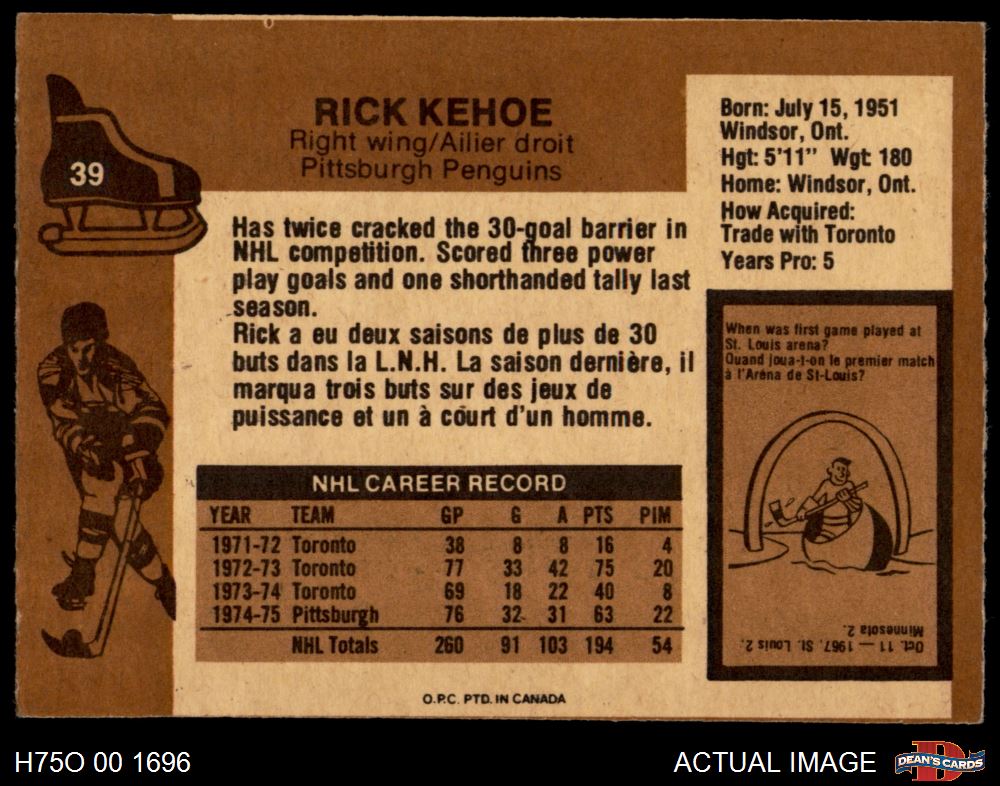 39
RICK KEHOE
Right wing/Ailier droit
Pittsburgh Penguins
Born: July 15, 1951
Windsor, Ont.
Hgt: 5'11" Wgt: 180
Home: Windsor, Ont.
How Acquired:
Trade with Toronto
Years Pro: 5
Has twice cracked the 30-goal barrier in
NHL competition. Scored three power
play goals and one shorthanded tally last
season.
Rick a eu deux saisons de plus de 30
buts dans la L.N.H. La saison dernière, il
marqua trois buts sur des jeux de
puissance et un à court d'un homme.
When was first game played at
St. Louis arena?
Quand joua-t-on le premier match
à l'Aréna de St-Louis?
Oct. 11 — 1967. St. Louis 2,
Minnesota 2.
NHL CAREER RECORD
YEAR TEAM GP G A PTS PIM
1971-72 Toronto 38 8 8 16 4
1972-73 Toronto 77 33 42 75 20
1973-74 Toronto 69 18 22 40 8
1974-75 Pittsburgh 76 32 31 63 22
NHL Totals 260 91 103 194 54
O.P.C. PTD. IN CANADA
H75O 00 1696
ACTUAL IMAGE
D
DEAN'S CARDS